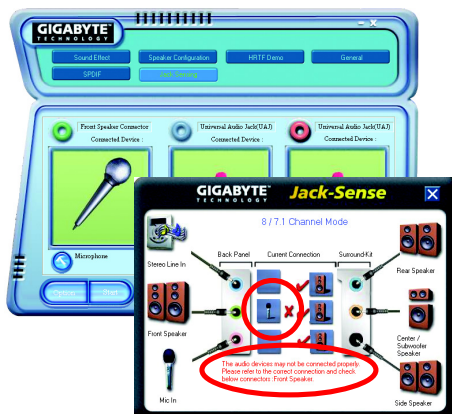 GIGABYTE™
TECHNOLOGY
Sound Effect
Speaker Configuration
HRTF Demo
General
SPDIF
Jack Sensing
Front Speaker Connector
Connected Device :
Universal Audio Jack(UAJ)
Connected Device :
Universal Audio Jack(UAJ)
Connected Device :
Microphone
Option
Start
GIGABYTE™
TECHNOLOGY
Jack-Sense
8 / 7.1 Channel Mode
Back Panel
Current Connection
Surround-Kit
Stereo Line In
Front Speaker
Mic In
Rear Speaker
Center /
Subwoofer
Speaker
Side Speaker
The audio devices may not be connected properly.
Please refer to the correct connection and check
below connectors :Front Speaker.